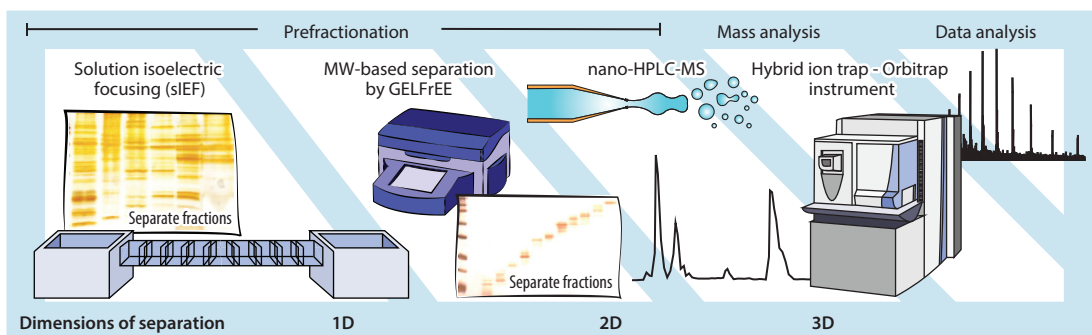 Prefractionation
Mass analysis
Data analysis
Solution isoelectric
focusing (sIEF)
MW-based separation
by GELFrEE
nano-HPLC-MS
Hybrid ion trap - Orbitrap
instrument
Separate fractions
Separate fractions
Dimensions of separation
1D
2D
3D